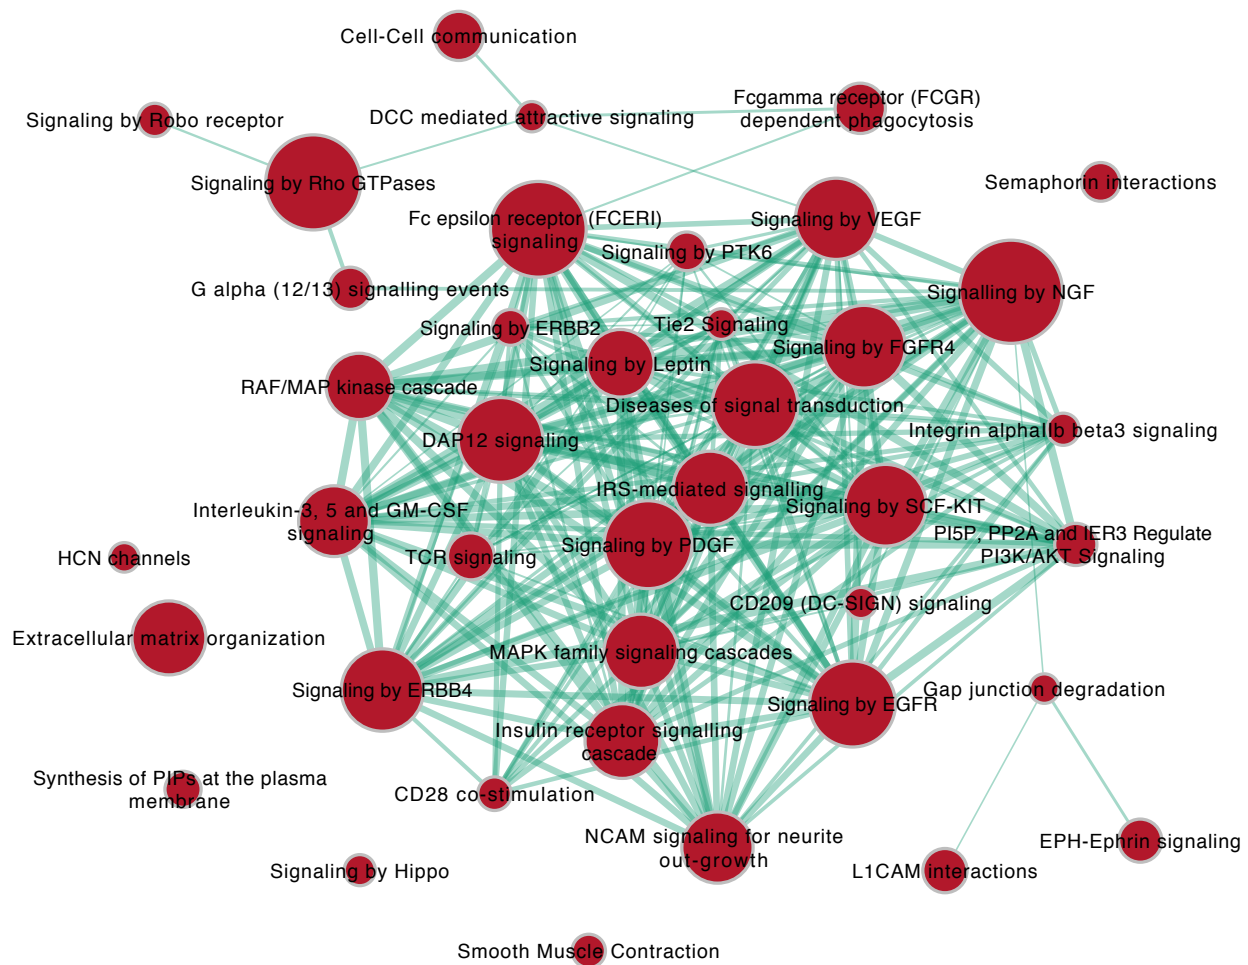 Cell-Cell communication
Fcgamma receptor (FCGR)
dependent phagocytosis
Signaling by Robo receptor
DCC mediated attractive signaling
Signaling by Rho GTPases
Semaphorin interactions
Fc epsilon receptor (FCERI)
signaling
Signaling by VEGF
Signaling by PTK6
G alpha (12/13) signalling events
Signalling by NGF
Signaling by ERBB2
Tie2 Signaling
Signaling by FGFR4
Signaling by Leptin
RAF/MAP kinase cascade
Diseases of signal transduction
DAP12 signaling
Integrin alphaIIb beta3 signaling
IRS-mediated signalling
Interleukin-3, 5 and GM-CSF
signaling
Signaling by SCF-KIT
Signaling by PDGF
PI5P, PP2A and IER3 Regulate
PI3K/AKT Signaling
HCN channels
TCR signaling
CD209 (DC-SIGN) signaling
Extracellular matrix organization
MAPK family signaling cascades
Signaling by ERBB4
Gap junction degradation
Signaling by EGFR
Insulin receptor signalling
cascade
Synthesis of PIPs at the plasma
membrane
CD28 co-stimulation
NCAM signaling for neurite
out-growth
EPH-Ephrin signaling
Signaling by Hippo
L1CAM interactions
Smooth Muscle Contraction